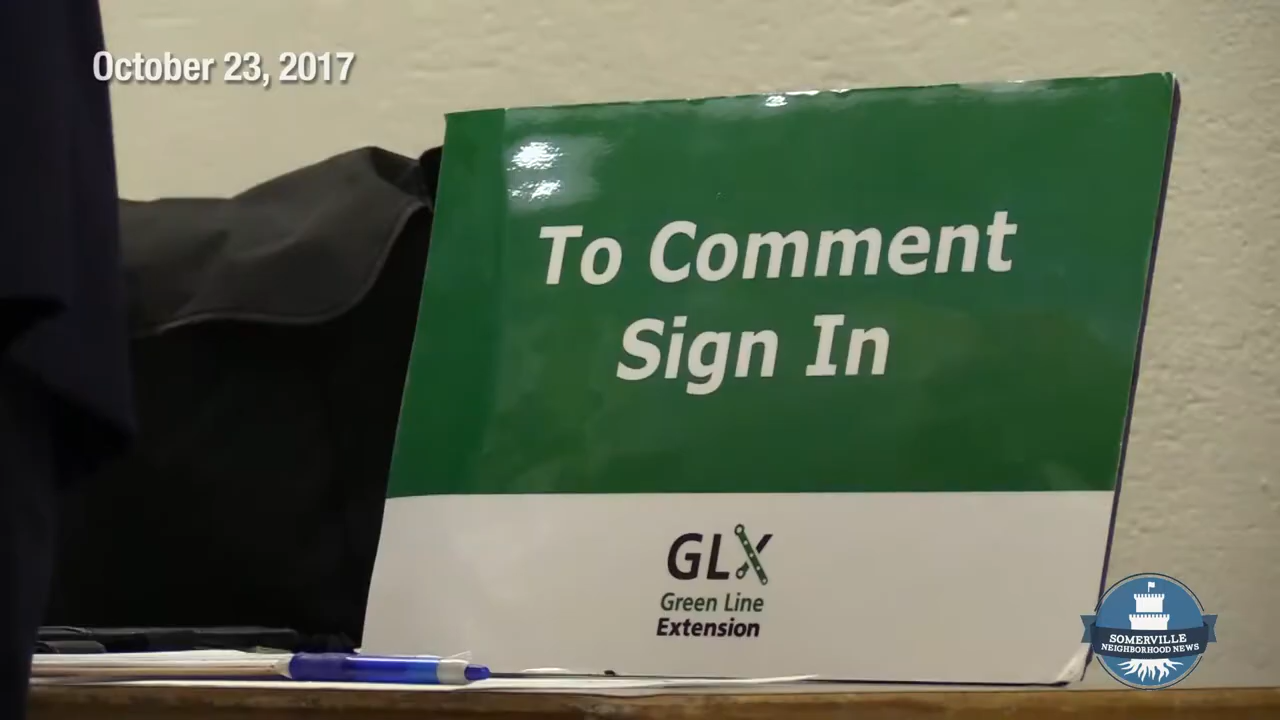 October 23, 2017
To Comment
Sign In
GLX
Green Line
Extension
SOMERVILLE
NEIGHBORHOOD NEWS